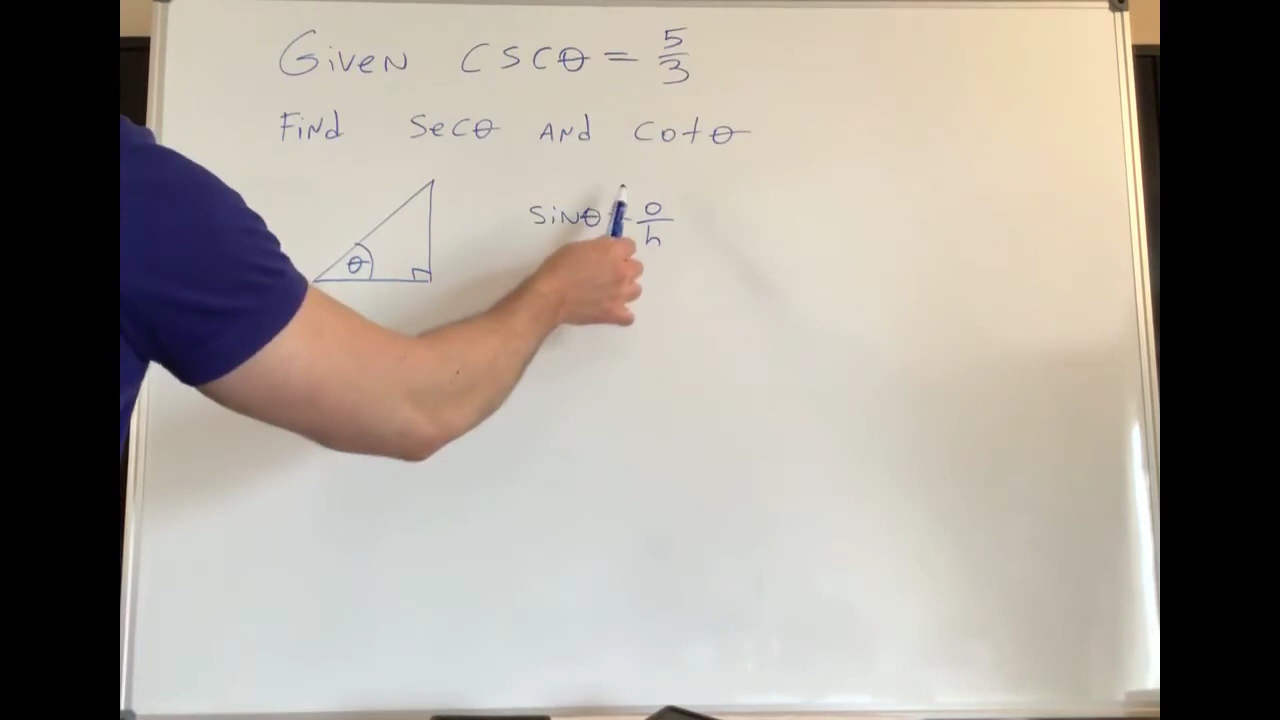 Given cscθ = 5/3
Find secθ and cotθ
θ
sinθ = o/h